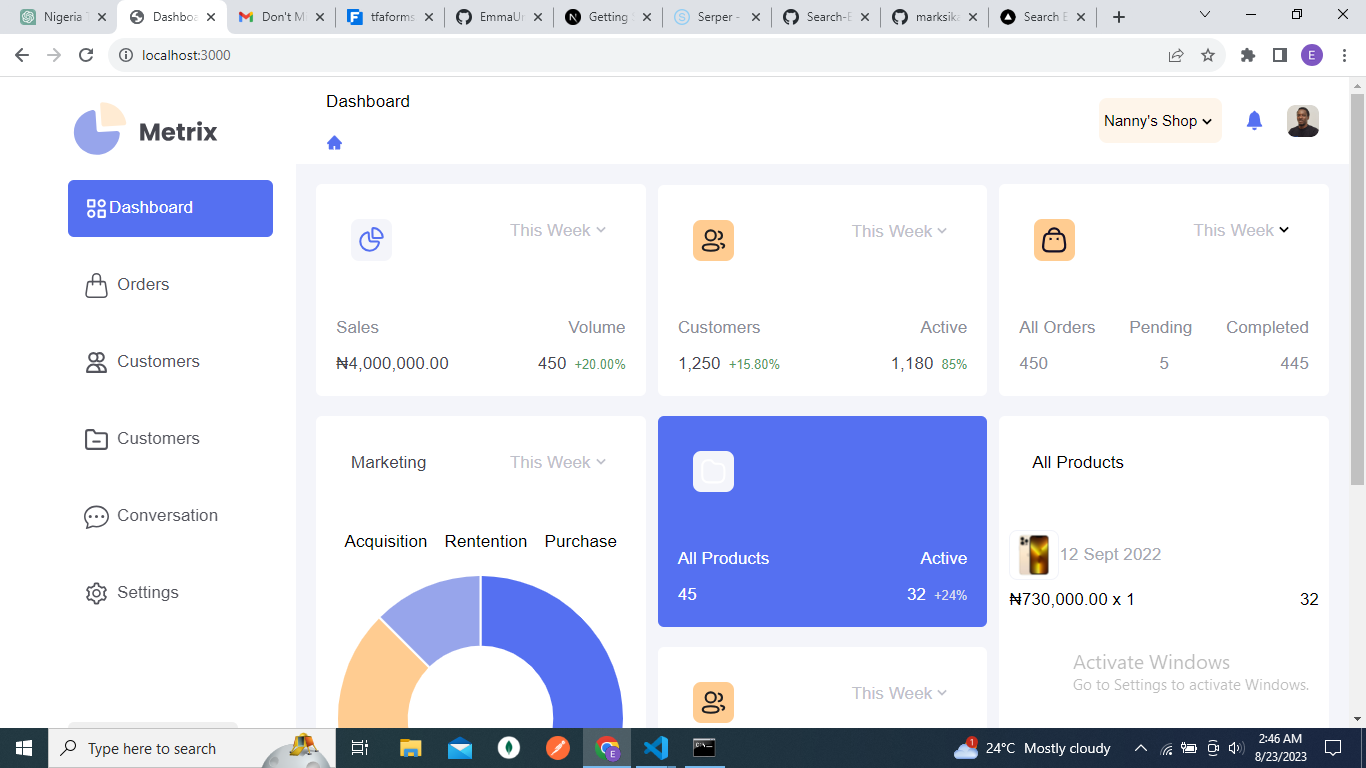 Nigeria T
Dashboa
Don't M
tfaforms
EmmaUr
Getting
Serper -
Search-E
marksika
Search E
localhost:3000
E
Metrix
Dashboard
Nanny's Shop
Dashboard
Orders
Customers
Customers
Conversation
Settings
This Week
Sales Volume
₦4,000,000.00 450 +20.00%
This Week
Customers Active
1,250 +15.80% 1,180 85%
This Week
All Orders Pending Completed
450 5 445
Marketing This Week
Acquisition Rentention Purchase
All Products Active
45 32 +24%
This Week
All Products
12 Sept 2022
₦730,000.00 x 1 32
Activate Windows
Go to Settings to activate Windows.
Type here to search
E
1
24°C Mostly cloudy
2:46 AM
8/23/2023